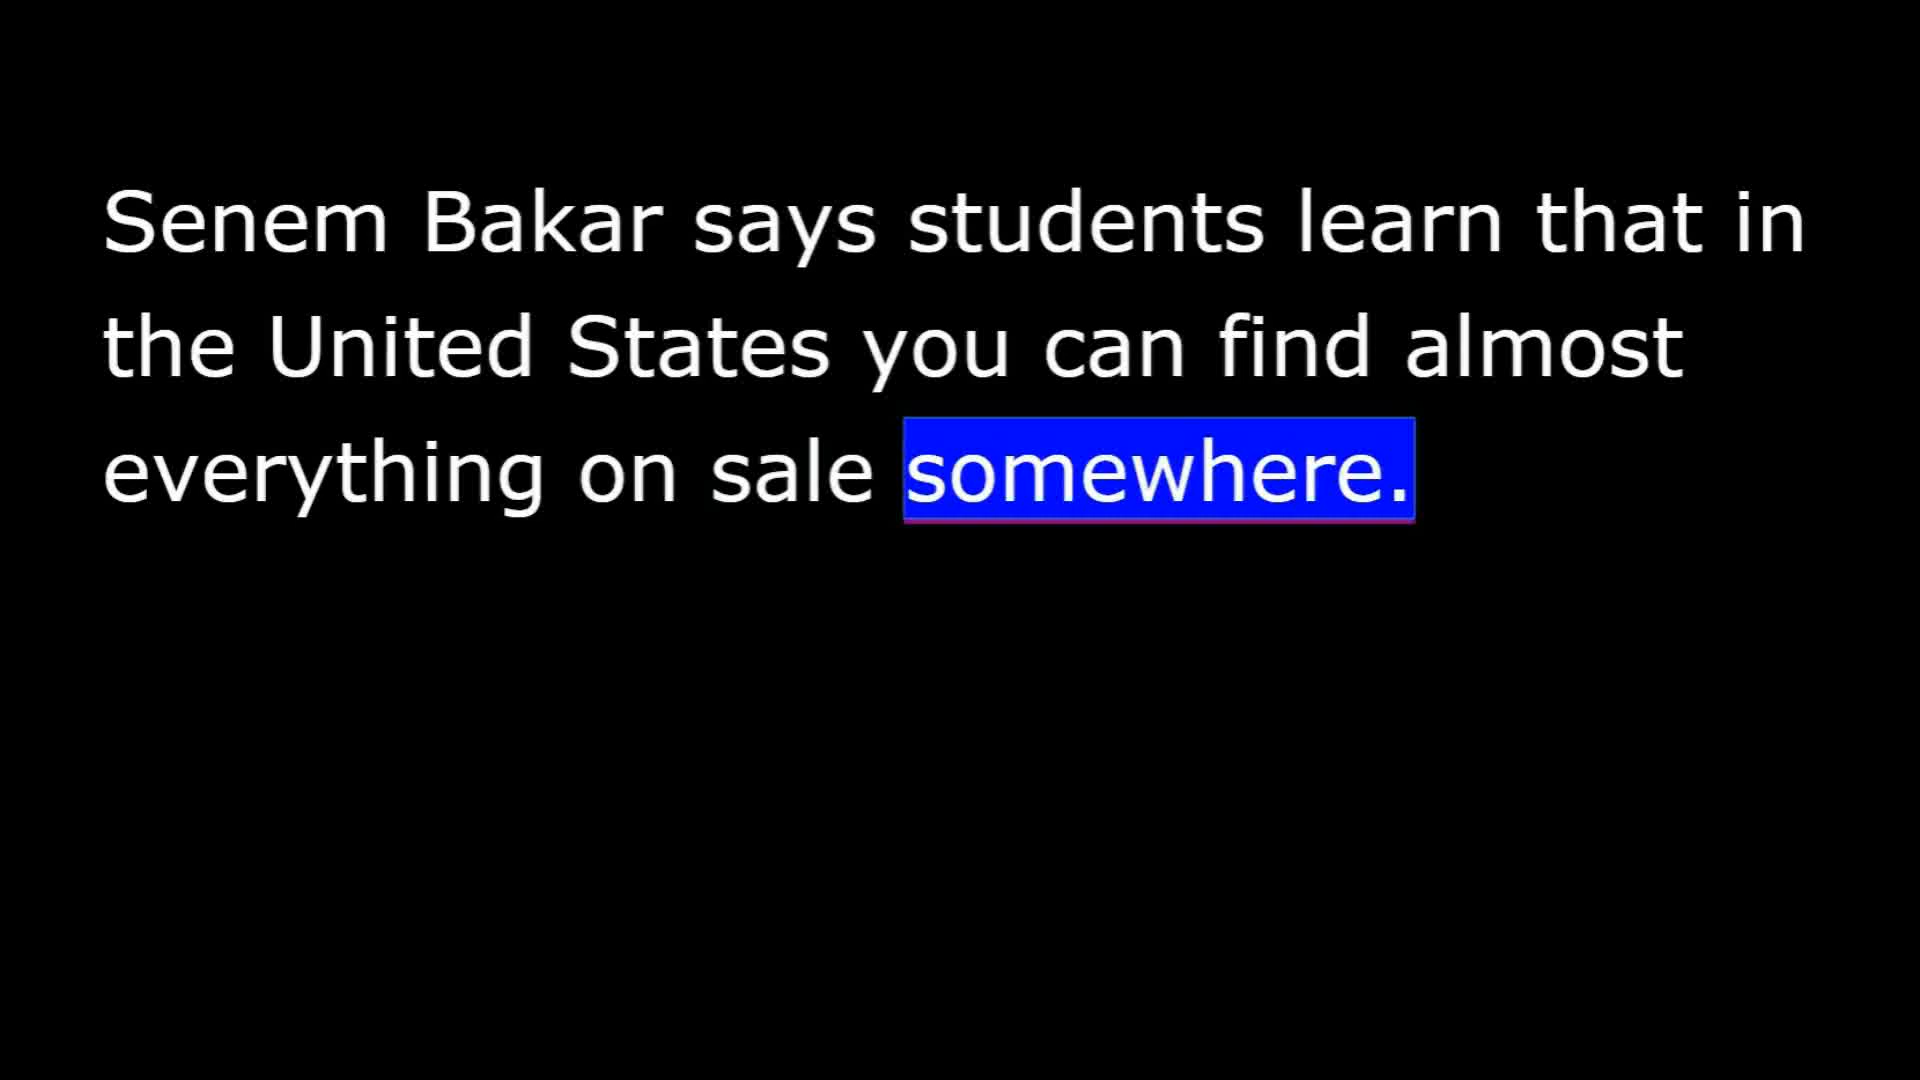 Senem Bakar says students learn that in
the United States you can find almost
everything on sale somewhere.